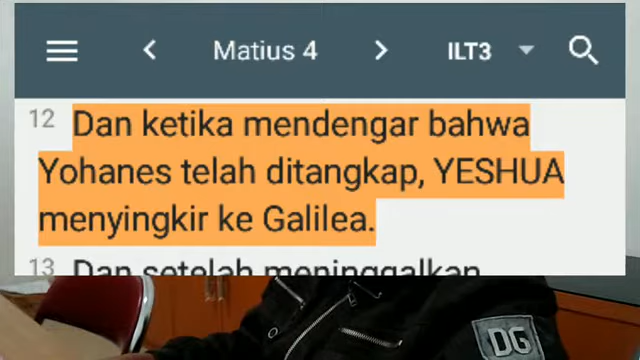 Matius 4 ILT3
12 Dan ketika mendengar bahwa
Yohanes telah ditangkap, YESHUA
menyingkir ke Galilea.
13 Dan setelah meninggalkan
DG